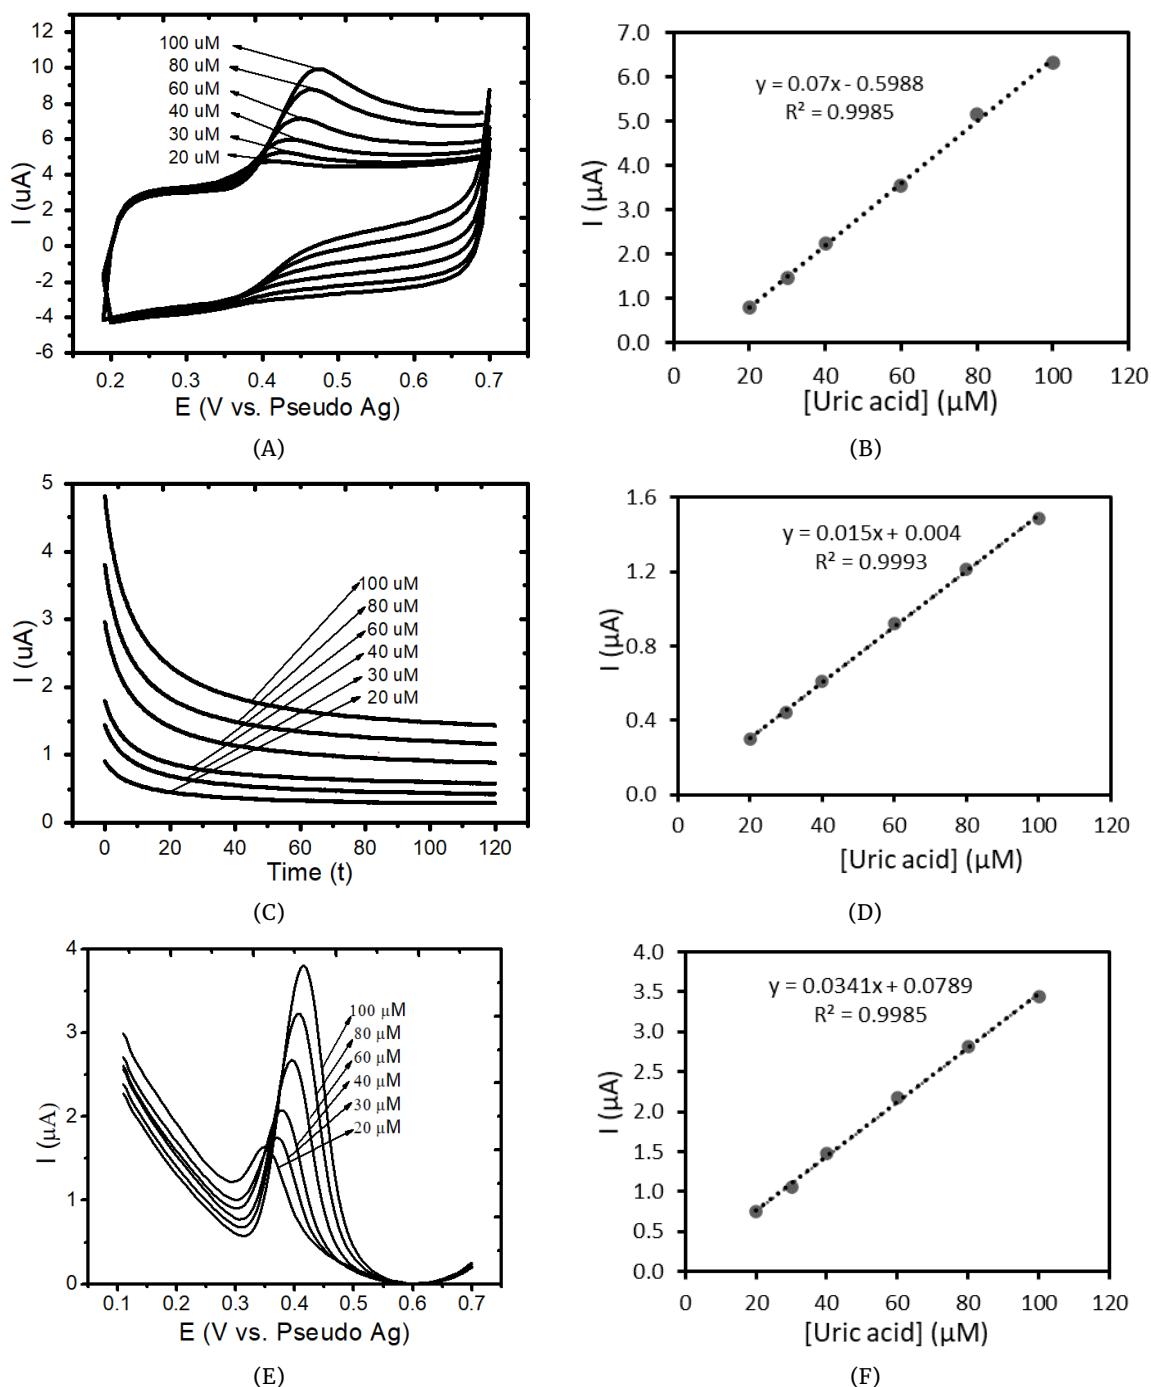 12
10
8
6
4
2
0
-2
-4
-6
I (uA)
100 uM
80 uM
60 uM
40 uM
30 uM
20 uM
0.2 0.3 0.4 0.5 0.6 0.7
E (V vs. Pseudo Ag)
(A)
7.0
6.0
5.0
4.0
3.0
2.0
1.0
0.0
I (μA)
y = 0.07x - 0.5988
R² = 0.9985
0 20 40 60 80 100 120
[Uric acid] (μM)
(B)
5
4
3
2
1
0
I (uA)
100 uM
80 uM
60 uM
40 uM
30 uM
20 uM
0 20 40 60 80 100 120
Time (t)
(C)
1.6
1.2
0.8
0.4
0.0
I (μA)
y = 0.015x + 0.004
R² = 0.9993
0 20 40 60 80 100 120
[Uric acid] (μM)
(D)
4
3
2
1
0
I (μA)
100 μM
80 μM
60 μM
40 μM
30 μM
20 μM
0.1 0.2 0.3 0.4 0.5 0.6 0.7
E (V vs. Pseudo Ag)
(E)
4.0
3.5
3.0
2.5
2.0
1.5
1.0
0.5
0.0
I (μA)
y = 0.0341x + 0.0789
R² = 0.9985
0 20 40 60 80 100 120
[Uric acid] (μM)
(F)